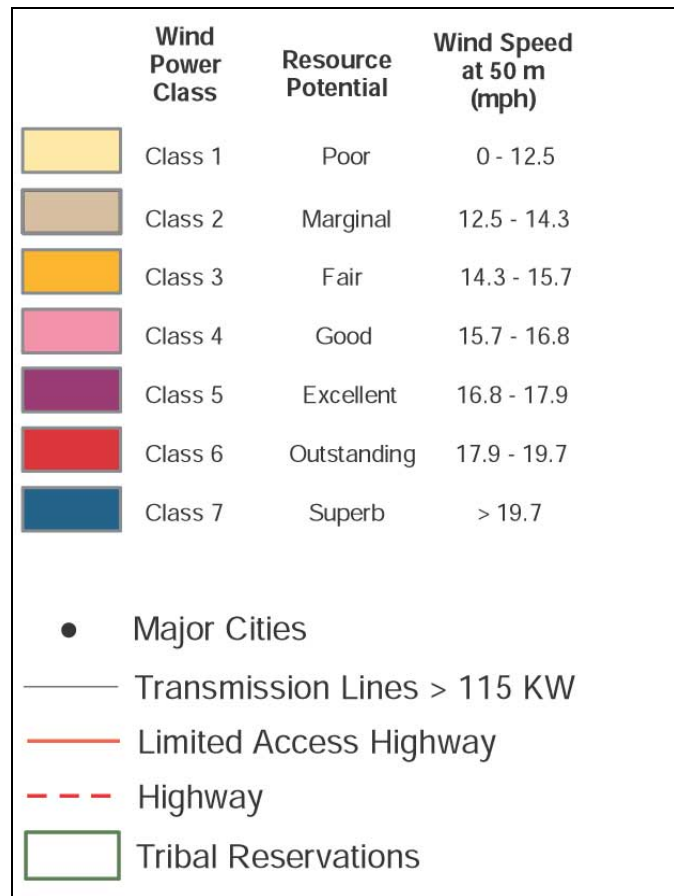 Wind Power Class Resource Potential Wind Speed at 50 m (mph)
Class 1 Poor 0 - 12.5
Class 2 Marginal 12.5 - 14.3
Class 3 Fair 14.3 - 15.7
Class 4 Good 15.7 - 16.8
Class 5 Excellent 16.8 - 17.9
Class 6 Outstanding 17.9 - 19.7
Class 7 Superb > 19.7
Major Cities
Transmission Lines > 115 KW
Limited Access Highway
Highway
Tribal Reservations